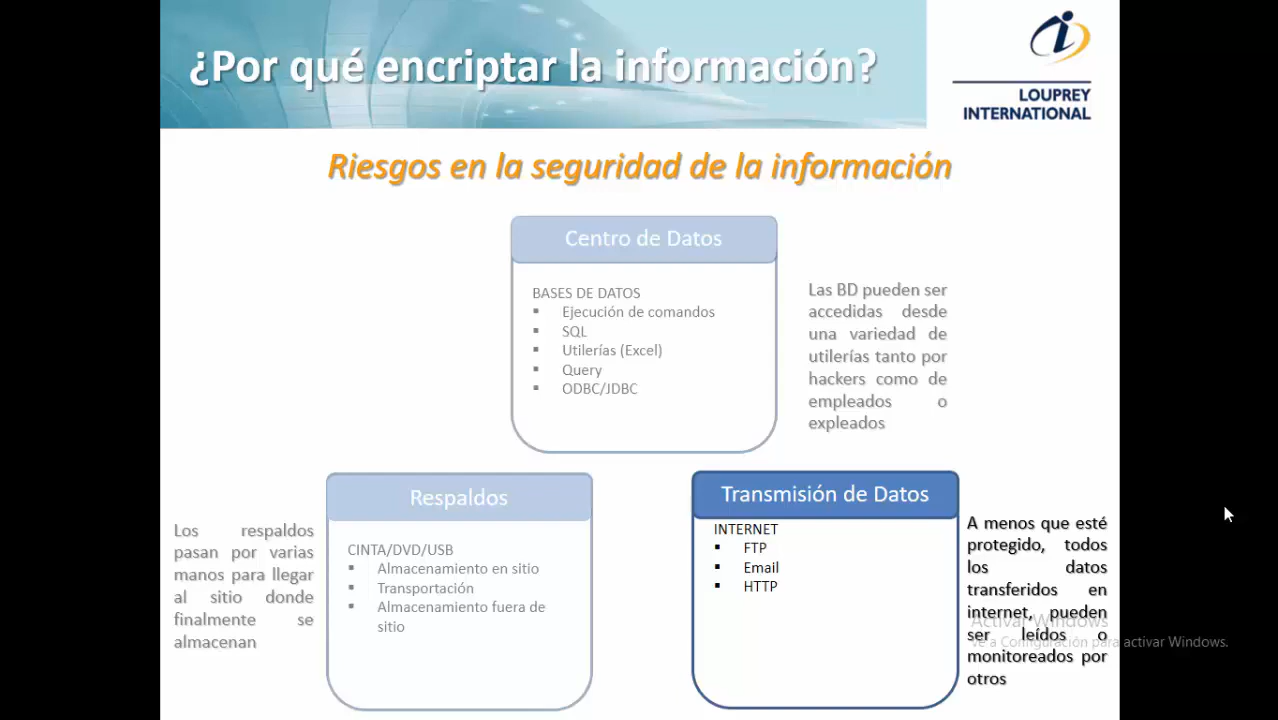 ¿Por qué encriptar la información?
LOUPREY
INTERNATIONAL
Riesgos en la seguridad de la información
Centro de Datos
BASES DE DATOS
▪ Ejecución de comandos
▪ SQL
▪ Utilerías (Excel)
▪ Query
▪ ODBC/JDBC
Las BD pueden ser
accedidas desde
una variedad de
utilerías tanto por
hackers como de
empleados o
expleados
Respaldos
CINTA/DVD/USB
▪ Almacenamiento en sitio
▪ Transportación
▪ Almacenamiento fuera de
sitio
Los respaldos
pasan por varias
manos para llegar
al sitio donde
finalmente se
almacenan
Transmisión de Datos
INTERNET
▪ FTP
▪ Email
▪ HTTP
A menos que esté
protegido, todos
los datos
transferidos en
internet, pueden
ser leídos o
monitoreados por
otros
Activar Windows
Ve a Configuración para activar Windows.